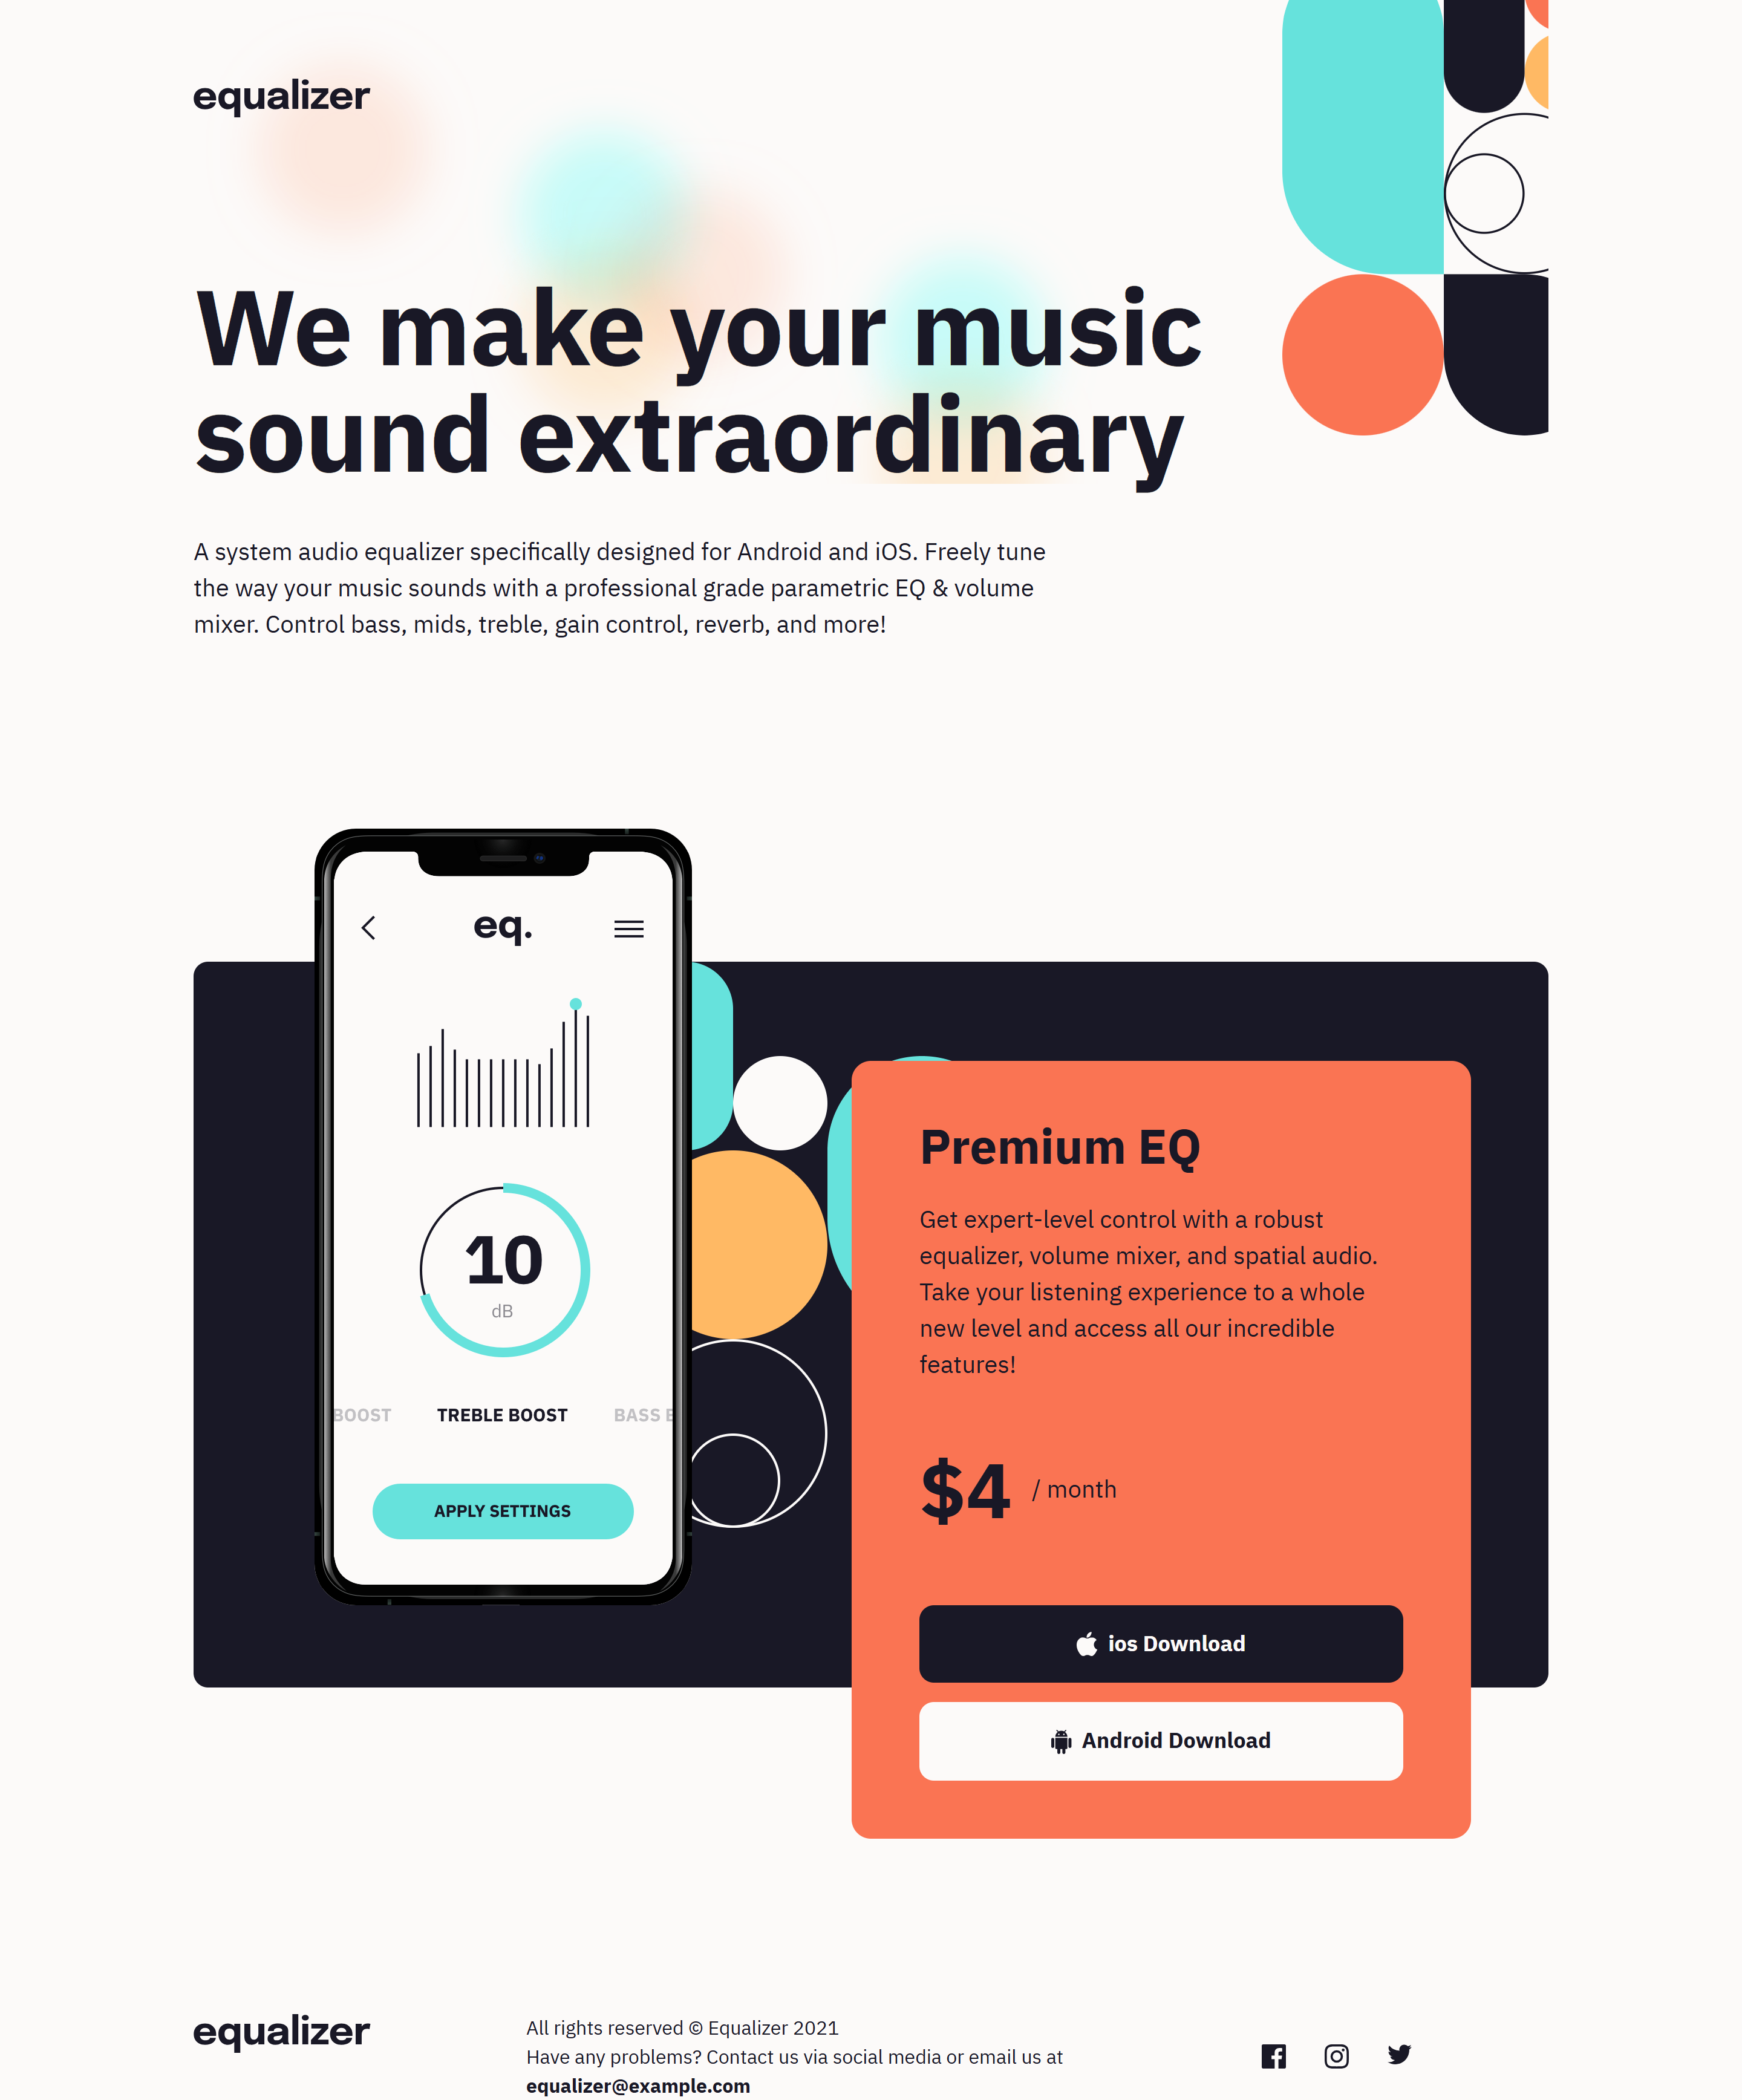 equalizer
We make your music
sound extraordinary
A system audio equalizer specifically designed for Android and iOS. Freely tune
the way your music sounds with a professional grade parametric EQ & volume
mixer. Control bass, mids, treble, gain control, reverb, and more!
eq.
10
dB
BOOST TREBLE BOOST BASS
APPLY SETTINGS
Premium EQ
Get expert-level control with a robust
equalizer, volume mixer, and spatial audio.
Take your listening experience to a whole
new level and access all our incredible
features!
$4 / month
ios Download
Android Download
equalizer
All rights reserved © Equalizer 2021
Have any problems? Contact us via social media or email us at
equalizer@example.com